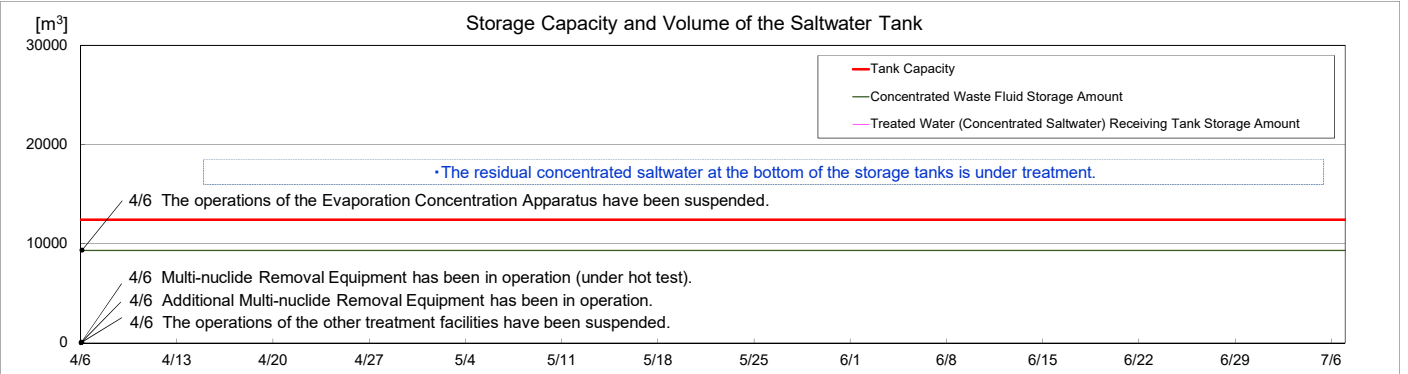 Storage Capacity and Volume of the Saltwater Tank
[m³]
30000
Tank Capacity
Concentrated Waste Fluid Storage Amount
Treated Water (Concentrated Saltwater) Receiving Tank Storage Amount
20000
・The residual concentrated saltwater at the bottom of the storage tanks is under treatment.
4/6 The operations of the Evaporation Concentration Apparatus have been suspended.
10000
4/6 Multi-nuclide Removal Equipment has been in operation (under hot test).
4/6 Additional Multi-nuclide Removal Equipment has been in operation.
4/6 The operations of the other treatment facilities have been suspended.
0
4/6 4/13 4/20 4/27 5/4 5/11 5/18 5/25 6/1 6/8 6/15 6/22 6/29 7/6